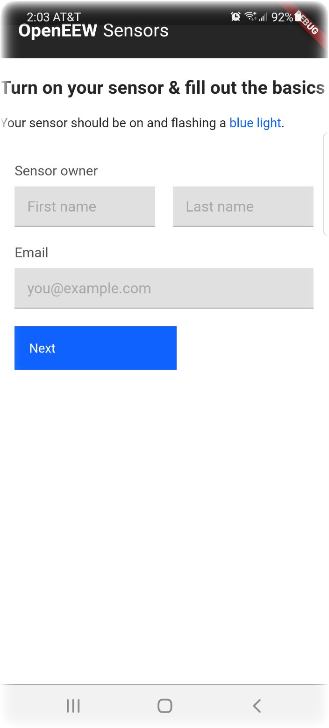 2:03 AT&T 92%
DEBUG
OpenEEW Sensors
Turn on your sensor & fill out the basics
Your sensor should be on and flashing a blue light.
Sensor owner
First name Last name
Email
you@example.com
Next